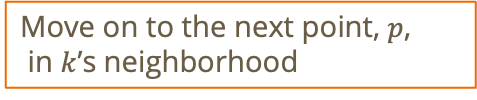 Move on to the next point, p,
in k’s neighborhood